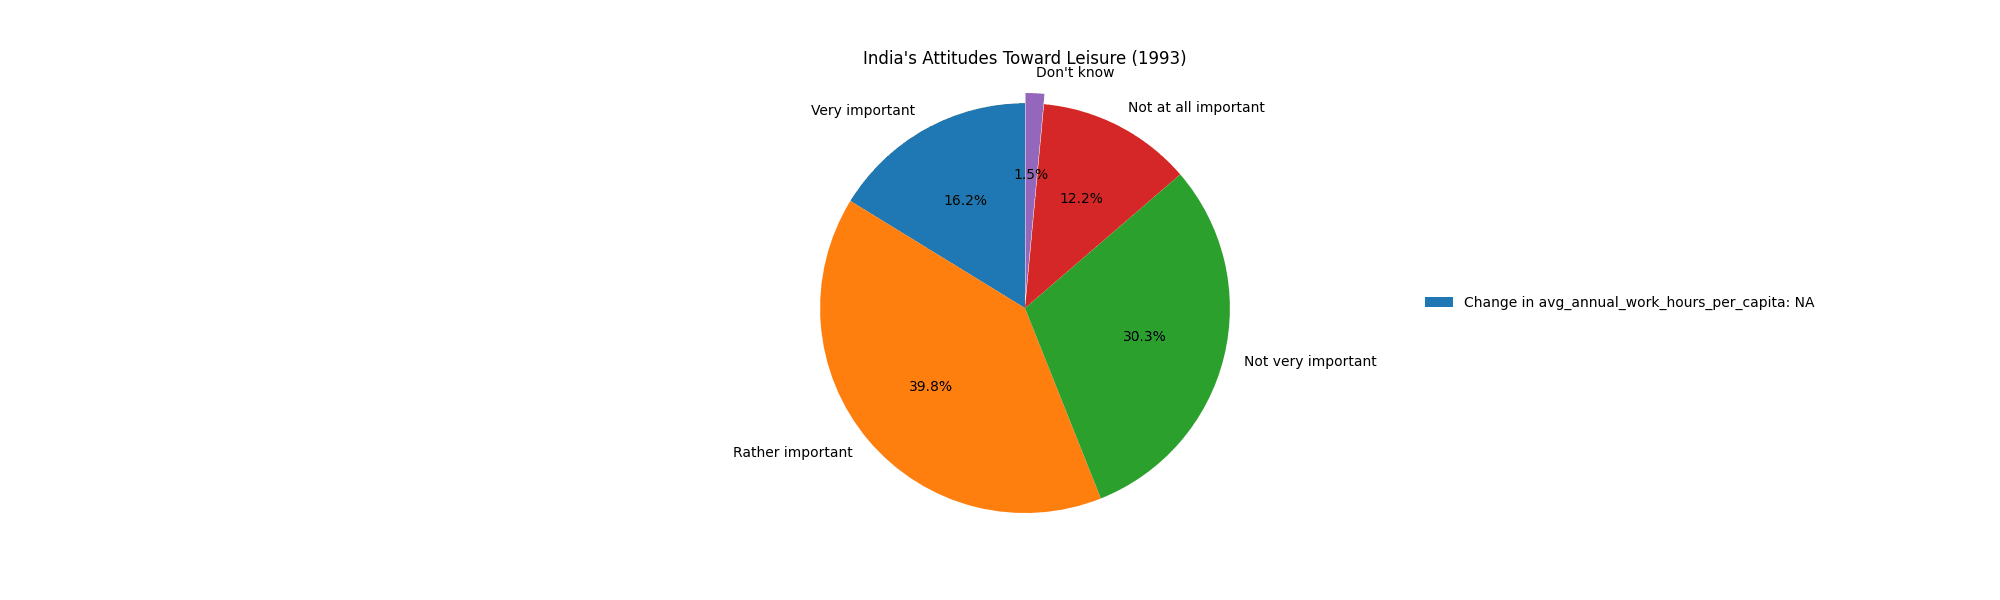 India's Attitudes Toward Leisure (1993)
Don't know
Very important
Not at all important
1.5%
12.2%
16.2%
Change in avg_annual_work_hours_per_capita: NA
30.3%
Not very important
39.8%
Rather important